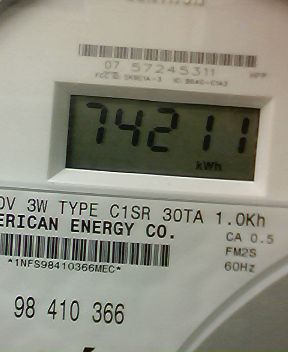 07 57245311
74211
kWh
0V 3W TYPE C1SR 30TA 1.0Kh
ERICAN ENERGY CO.
CA 0.5
FM2S
60Hz
*1NFS98410366MEC*
98 410 366